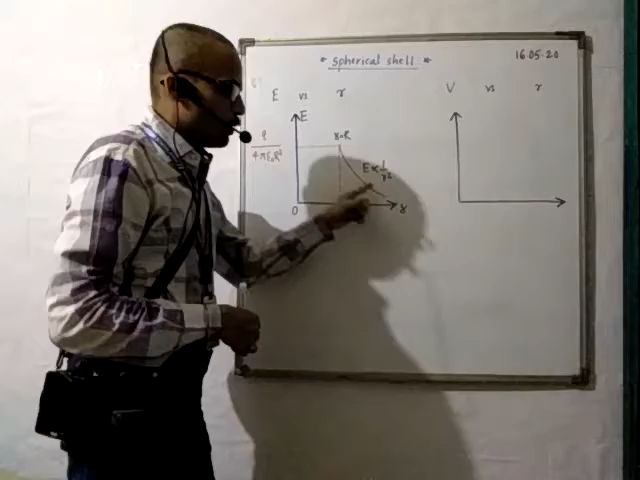 * Spherical shell *
16.05.20
E vs r
V vs r
E
r=R
q
4πε₀R²
E ∝ 1/r²
0
r